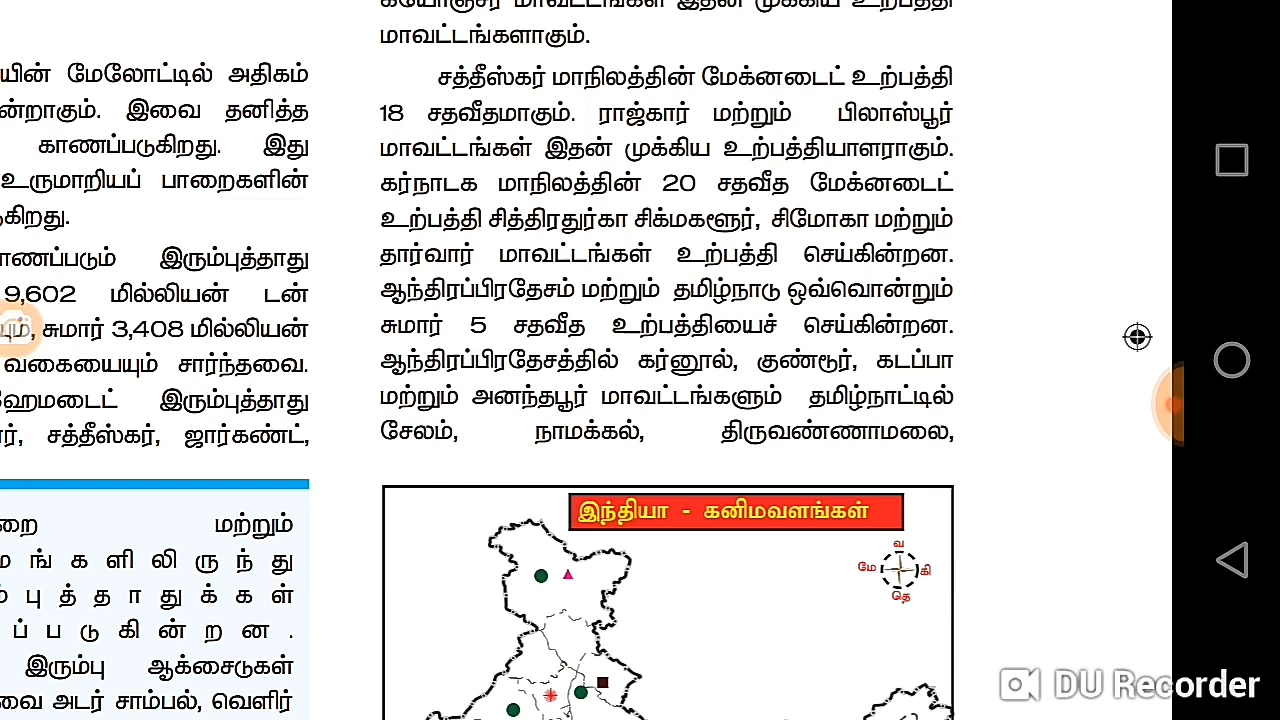 யின் மேலோட்டில் அதிகம்
ன்றாகும். இவை தனித்த
காணப்படுகிறது. இது
உருமாறியப் பாறைகளின்
கிறது.
ாணப்படும் இரும்புத்தாது
9,602 மில்லியன் டன்
யும், சுமார் 3,408 மில்லியன்
வகையையும் சார்ந்தவை.
ஹேமடைட் இரும்புத்தாது
ர், சத்தீஸ்கர், ஜார்கண்ட்,
றை மற்றும்
ங் க ளி லி ரு ந் து
பு த் தா து க் க ள்
ப் ப டு கி ன் ற ன .
இரும்பு ஆக்சைடுகள்
வை அடர் சாம்பல், வெளிர்
மாவட்டங்களாகும்.
சத்தீஸ்கர் மாநிலத்தின் மேக்னடைட் உற்பத்தி
18 சதவீதமாகும். ராஜ்கார் மற்றும் பிலாஸ்பூர்
மாவட்டங்கள் இதன் முக்கிய உற்பத்தியாளராகும்.
கர்நாடக மாநிலத்தின் 20 சதவீத மேக்னடைட்
உற்பத்தி சித்திரதுர்கா சிக்மகளூர், சிமோகா மற்றும்
தார்வார் மாவட்டங்கள் உற்பத்தி செய்கின்றன.
ஆந்திரப்பிரதேசம் மற்றும் தமிழ்நாடு ஒவ்வொன்றும்
சுமார் 5 சதவீத உற்பத்தியைச் செய்கின்றன.
ஆந்திரப்பிரதேசத்தில் கர்னூல், குண்டூர், கடப்பா
மற்றும் அனந்தபூர் மாவட்டங்களும் தமிழ்நாட்டில்
சேலம், நாமக்கல், திருவண்ணாமலை,
இந்தியா - கனிமவளங்கள்
வ
மே கி
தெ
DU Recorder